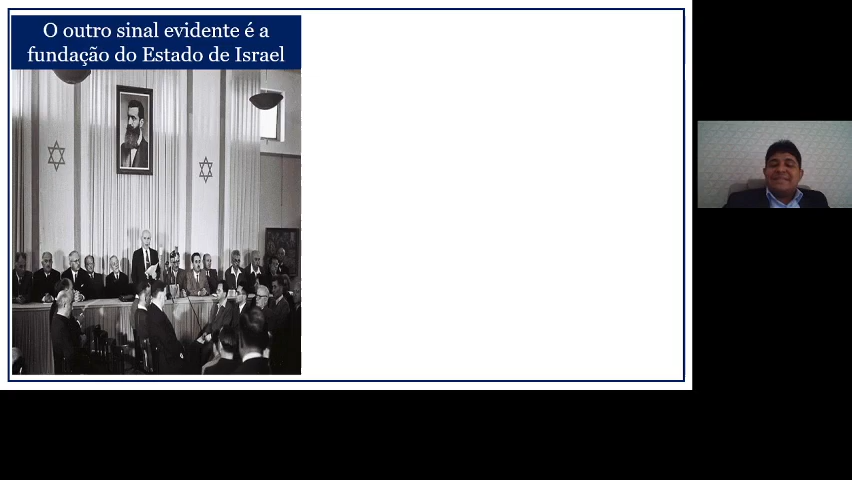 O outro sinal evidente é a
fundação do Estado de Israel